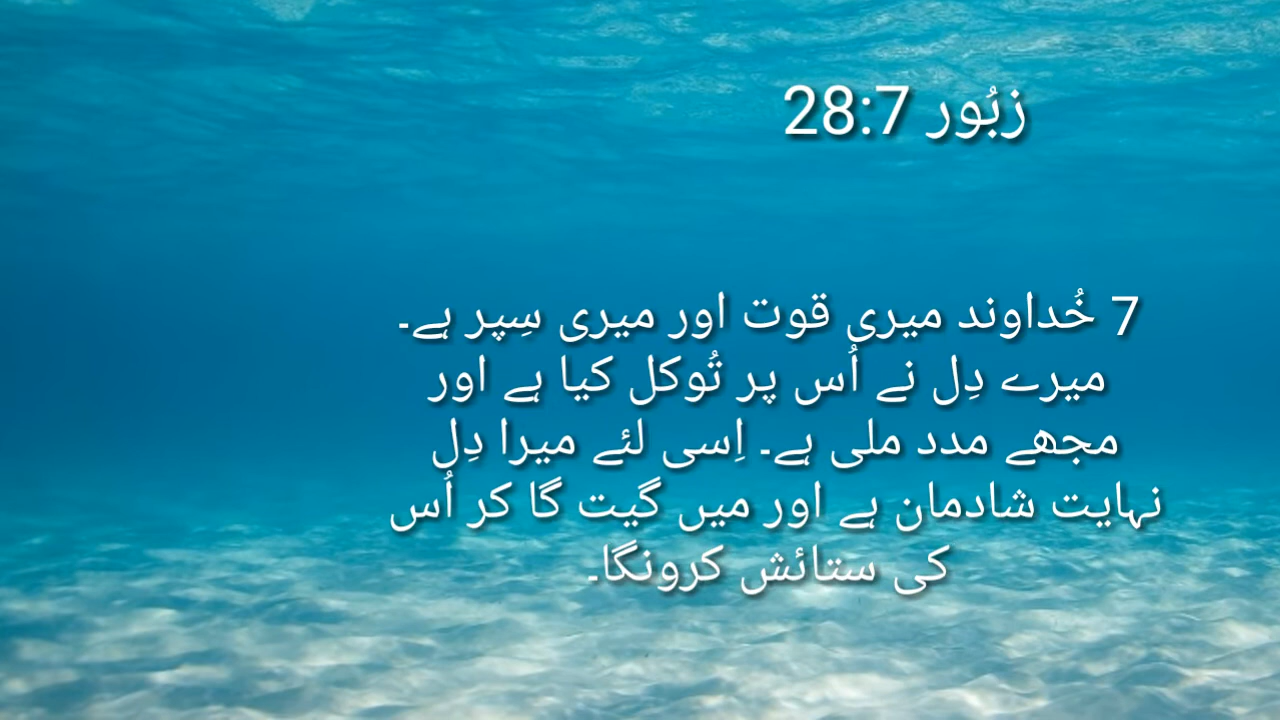 زبُور 28:7
7 خُداوند میری قوت اور میری سِپر ہے۔
میرے دِل نے اُس پر تُوکل کیا ہے اور
مجھے مدد ملی ہے۔ اِسی لئے میرا دِل
نہایت شادمان ہے اور میں گیت گا کر اُس
کی ستائش کرونگا۔